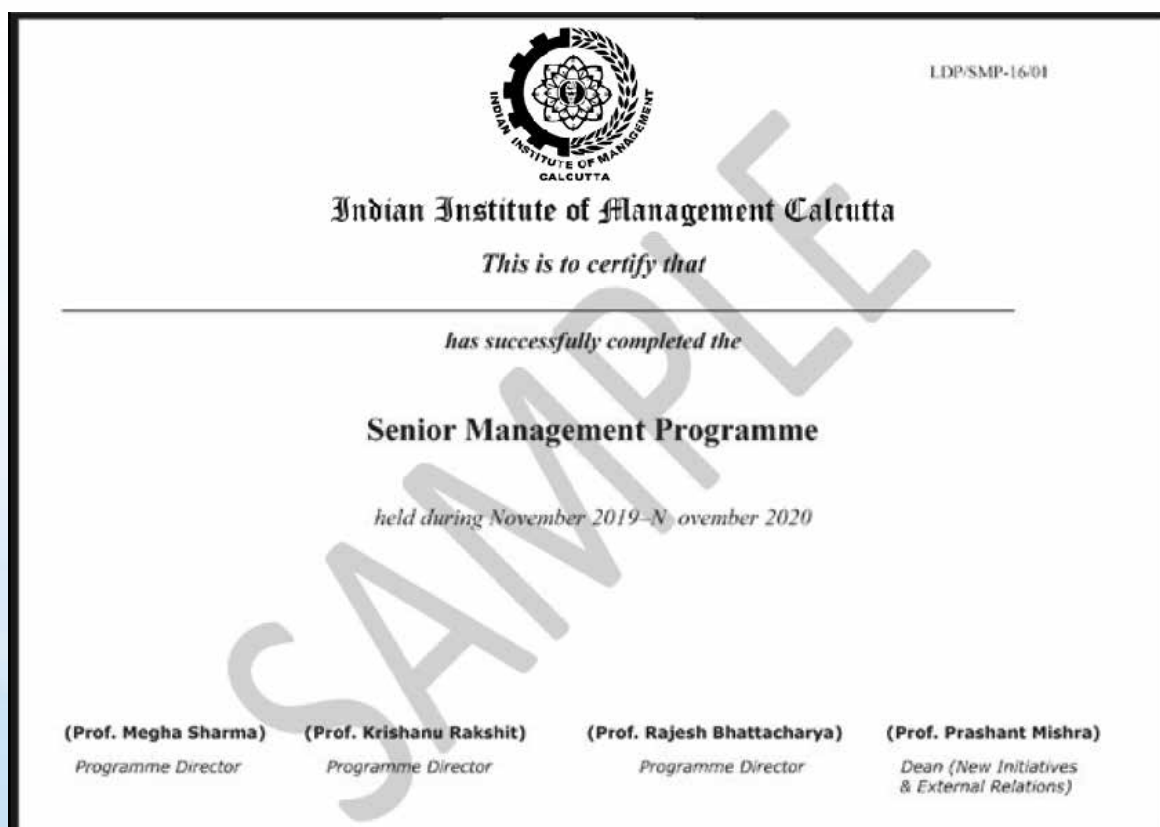 LDP/SMP-16/01
INDIAN INSTITUTE OF MANAGEMENT
CALCUTTA
Indian Institute of Management Calcutta
This is to certify that
has successfully completed the
Senior Management Programme
held during November 2019–N ovember 2020
SAMPLE
(Prof. Megha Sharma) (Prof. Krishanu Rakshit) (Prof. Rajesh Bhattacharya) (Prof. Prashant Mishra)
Programme Director Programme Director Programme Director Dean (New Initiatives
& External Relations)